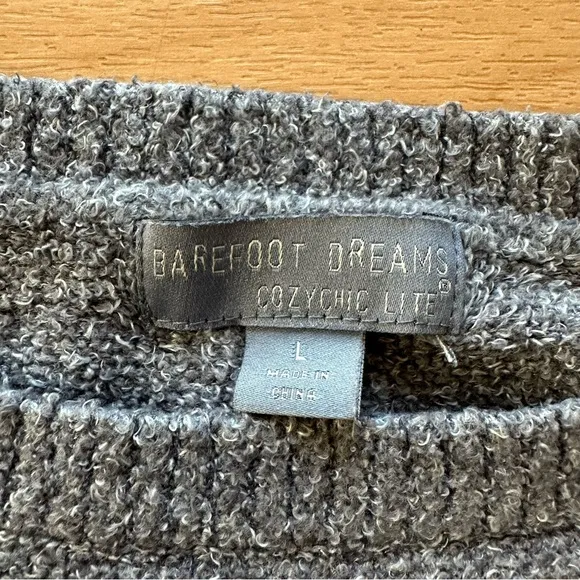 BAREFOOT DREAMS
COZYCHIC LITE®
L
MADE IN
CHINA